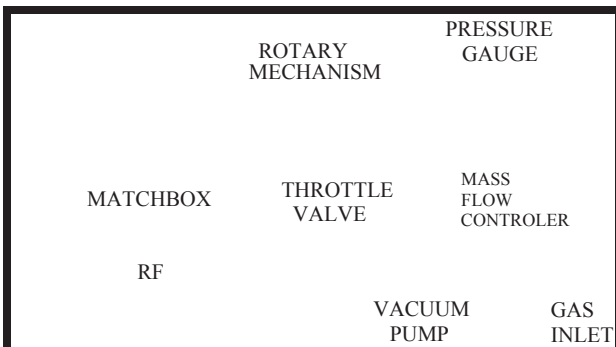 PRESSURE
GAUGE
ROTARY
MECHANISM
MATCHBOX
THROTTLE
VALVE
MASS
FLOW
CONTROLER
RF
VACUUM
PUMP
GAS
INLET